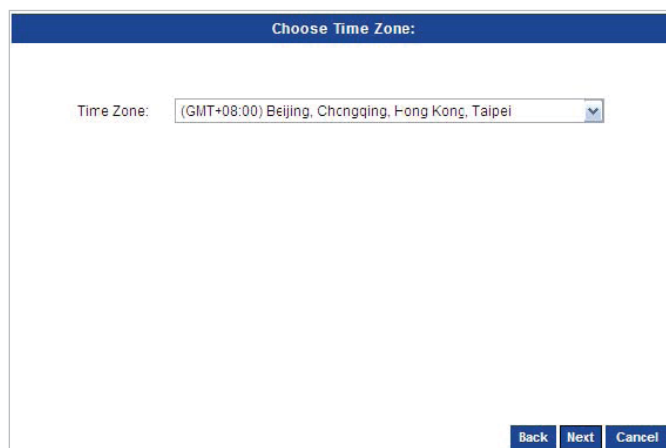 Choose Time Zone:
Time Zone: (GMT+08:00) Beijing, Chongqing, Hong Kong, Taipei
Back Next Cancel